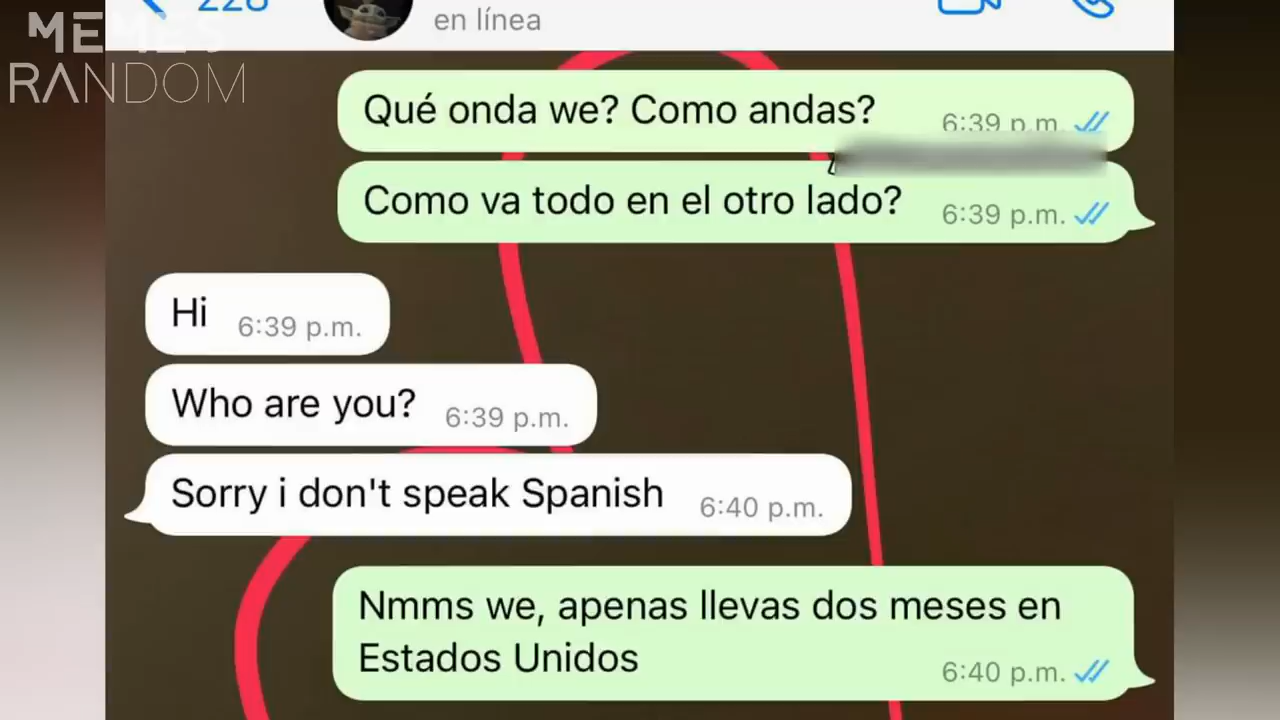 MEMES
RANDOM
228
en línea
Qué onda we? Como andas?
6:39 p.m.
Como va todo en el otro lado?
6:39 p.m.
Hi
6:39 p.m.
Who are you?
6:39 p.m.
Sorry i don't speak Spanish
6:40 p.m.
Nmms we, apenas llevas dos meses en
Estados Unidos
6:40 p.m.